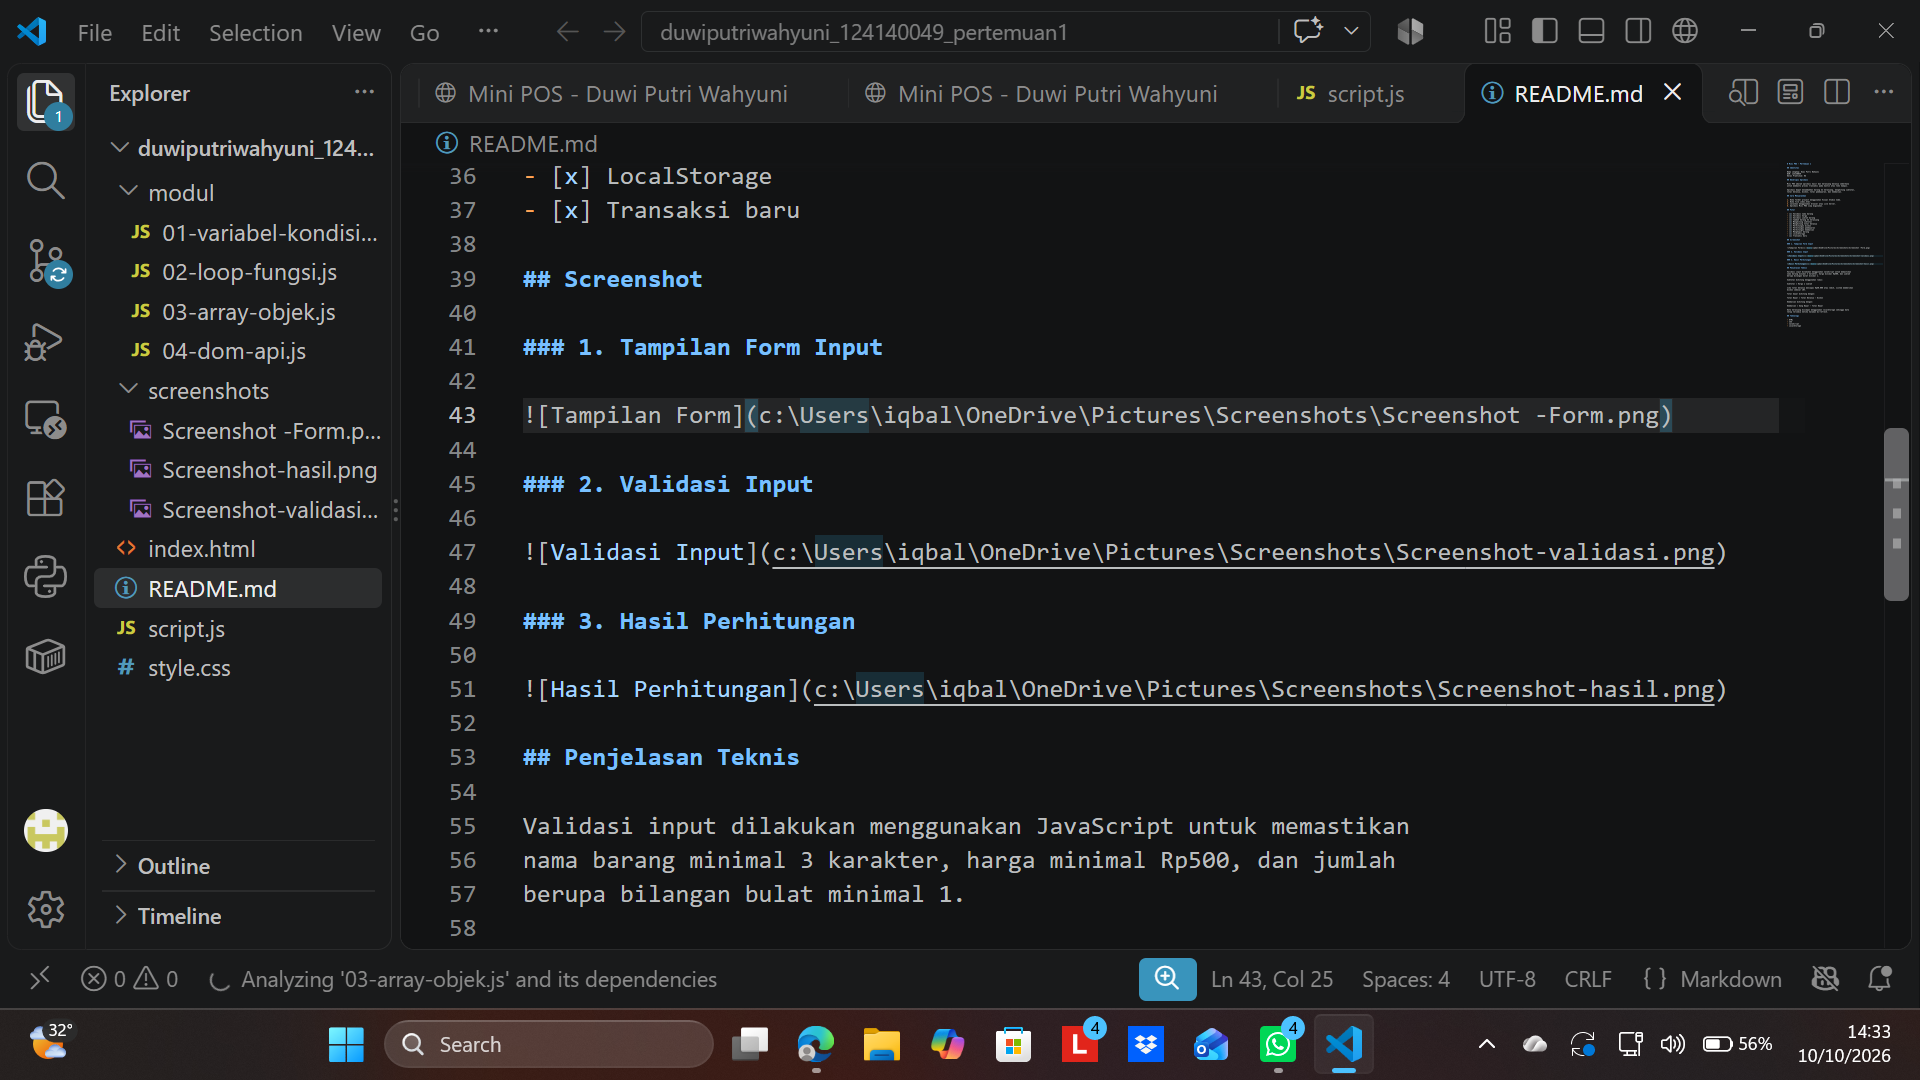 File Edit Selection View Go ···
duwiputriwahyuni_124140049_pertemuan1
Explorer
1
duwiputriwahyuni_124...
modul
JS 01-variabel-kondisi...
JS 02-loop-fungsi.js
JS 03-array-objek.js
JS 04-dom-api.js
screenshots
Screenshot -Form.p...
Screenshot-hasil.png
Screenshot-validasi...
<> index.html
README.md
JS script.js
# style.css
Outline
Timeline
Mini POS - Duwi Putri Wahyuni
Mini POS - Duwi Putri Wahyuni
JS script.js
README.md
README.md
36 - [x] LocalStorage
37 - [x] Transaksi baru
38
39 ## Screenshot
40
41 ### 1. Tampilan Form Input
42
43 ![Tampilan Form](c:\Users\iqbal\OneDrive\Pictures\Screenshots\Screenshot -Form.png)
44
45 ### 2. Validasi Input
46
47 ![Validasi Input](c:\Users\iqbal\OneDrive\Pictures\Screenshots\Screenshot-validasi.png)
48
49 ### 3. Hasil Perhitungan
50
51 ![Hasil Perhitungan](c:\Users\iqbal\OneDrive\Pictures\Screenshots\Screenshot-hasil.png)
52
53 ## Penjelasan Teknis
54
55 Validasi input dilakukan menggunakan JavaScript untuk memastikan
56 nama barang minimal 3 karakter, harga minimal Rp500, dan jumlah
57 berupa bilangan bulat minimal 1.
58
0 0 Analyzing '03-array-objek.js' and its dependencies
Ln 43, Col 25 Spaces: 4 UTF-8 CRLF { } Markdown
32°
Search
L 4
4
56%
14:33
10/10/2026